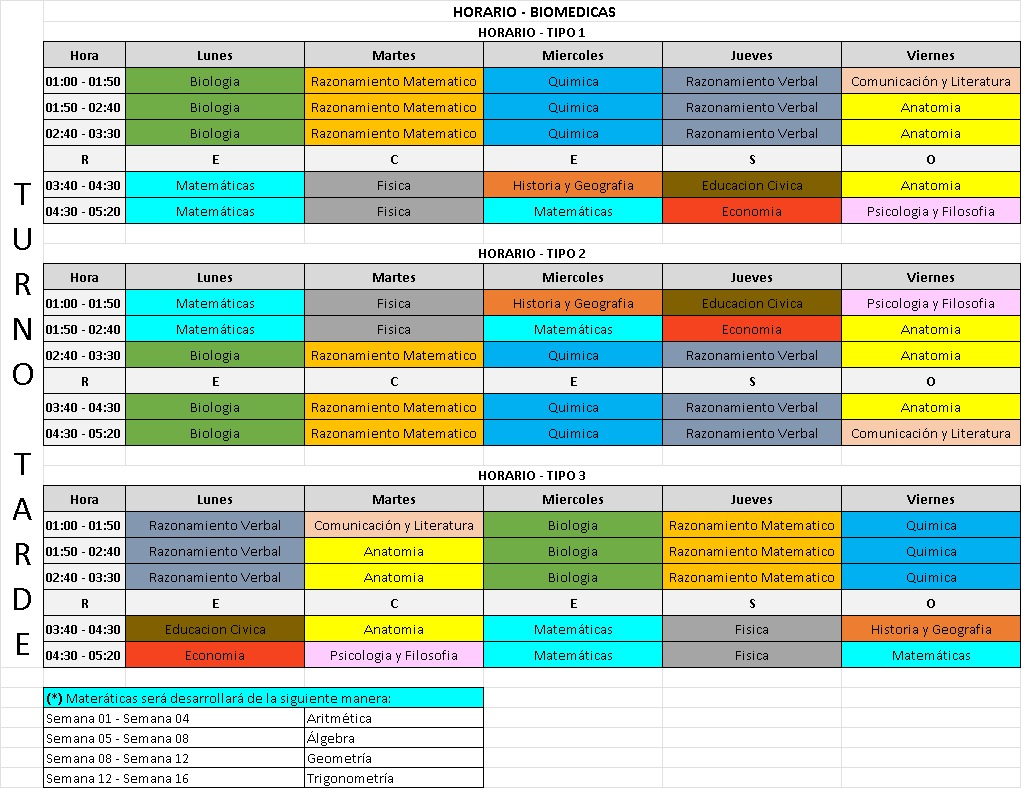 HORARIO - BIOMEDICAS
HORARIO - TIPO 1
Hora Lunes Martes Miercoles Jueves Viernes
01:00 - 01:50 Biologia Razonamiento Matematico Quimica Razonamiento Verbal Comunicación y Literatura
01:50 - 02:40 Biologia Razonamiento Matematico Quimica Razonamiento Verbal Anatomia
02:40 - 03:30 Biologia Razonamiento Matematico Quimica Razonamiento Verbal Anatomia
R E C E S O
03:40 - 04:30 Matemáticas Fisica Historia y Geografia Educacion Civica Anatomia
04:30 - 05:20 Matemáticas Fisica Matemáticas Economia Psicologia y Filosofia
HORARIO - TIPO 2
Hora Lunes Martes Miercoles Jueves Viernes
01:00 - 01:50 Matemáticas Fisica Historia y Geografia Educacion Civica Psicologia y Filosofia
01:50 - 02:40 Matemáticas Fisica Matemáticas Economia Anatomia
02:40 - 03:30 Biologia Razonamiento Matematico Quimica Razonamiento Verbal Anatomia
R E C E S O
03:40 - 04:30 Biologia Razonamiento Matematico Quimica Razonamiento Verbal Anatomia
04:30 - 05:20 Biologia Razonamiento Matematico Quimica Razonamiento Verbal Comunicación y Literatura
HORARIO - TIPO 3
Hora Lunes Martes Miercoles Jueves Viernes
01:00 - 01:50 Razonamiento Verbal Comunicación y Literatura Biologia Razonamiento Matematico Quimica
01:50 - 02:40 Razonamiento Verbal Anatomia Biologia Razonamiento Matematico Quimica
02:40 - 03:30 Razonamiento Verbal Anatomia Biologia Razonamiento Matematico Quimica
R E C E S O
03:40 - 04:30 Educacion Civica Anatomia Matemáticas Fisica Historia y Geografia
04:30 - 05:20 Economia Psicologia y Filosofia Matemáticas Fisica Matemáticas
TURNO TARDE
(*) Materáticas será desarrollará de la siguiente manera:
Semana 01 - Semana 04 Aritmética
Semana 05 - Semana 08 Álgebra
Semana 08 - Semana 12 Geometría
Semana 12 - Semana 16 Trigonometría